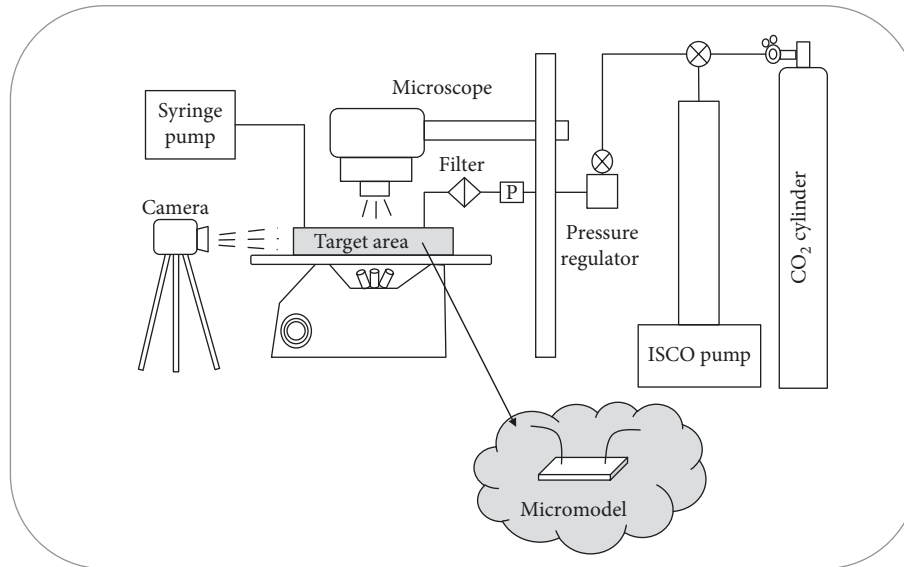 Microscope
Syringe
pump
Filter
P
Camera
Target area
Pressure
regulator
CO₂ cylinder
ISCO pump
Micromodel